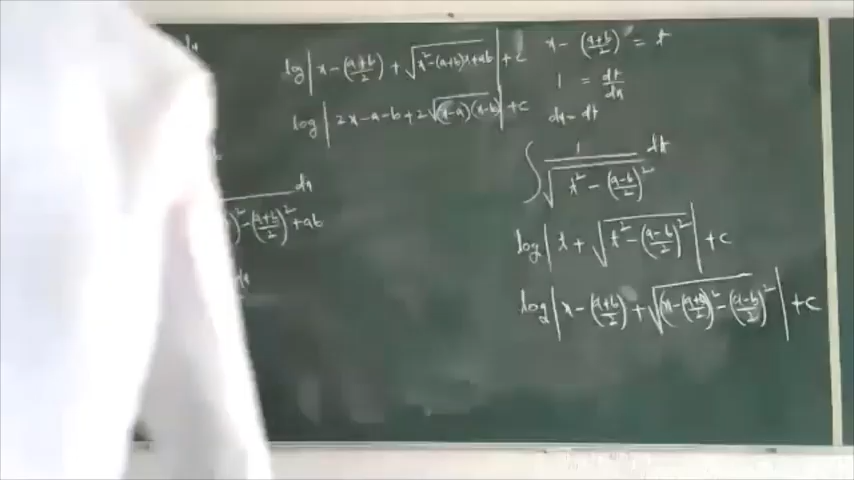 dx
dx
)² - (a+b/2)² + ab
dx
log | x - (a+b/2) + √x² - (a+b)x + ab | + c
log | 2x - a - b + 2√(x-a)(x-b) | + c
x - (a+b/2) = t
1 = dt/dx
dx = dt
∫ 1/√t² - (a-b/2)² dt
log | t + √t² - (a-b/2)² | + c
log | x - (a+b/2) + √(x - (a+b/2))² - (a-b/2)² | + c